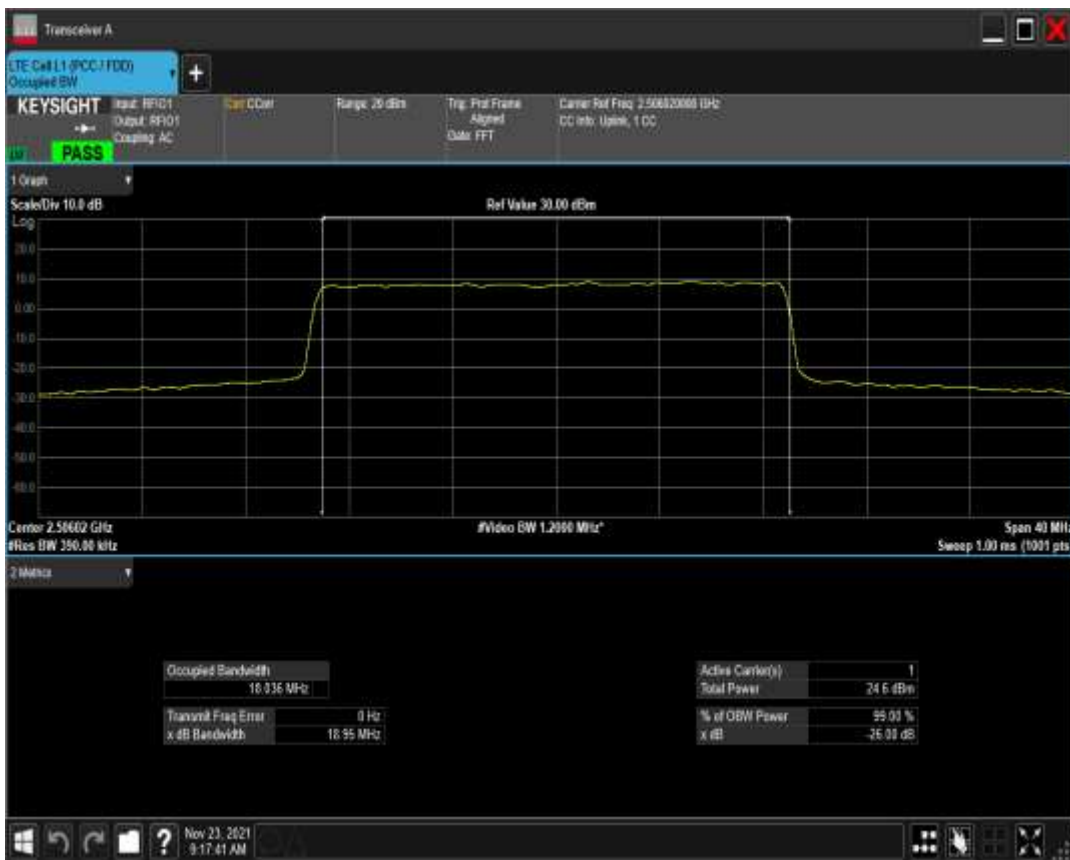 Transceiver A
LTE Cell L1 (PCC / FDD)
Occupied BW
+
KEYSIGHT
PASS
Input: RFIO1
Output: RFIO1
Coupling: AC
Corr CCorr
Range: 20 dBm
Trig: Prd Frame
Aligned
Gate: FFT
Carrier Ref Freq: 2.506020000 GHz
CC Info: Uplink, 1 CC
1 Graph
Scale/Div 10.0 dB
Ref Value 30.00 dBm
Log
20.0
10.0
0.00
-10.0
-20.0
-30.0
-40.0
-50.0
-60.0
Center 2.50602 GHz
#Video BW 1.2000 MHz*
Span 40 MHz
#Res BW 390.00 kHz
Sweep 1.00 ms (1001 pts
2 Metrics
Occupied Bandwidth
18.036 MHz
Transmit Freq Error 0 Hz
x dB Bandwidth 18.95 MHz
Active Carrier(s) 1
Total Power 24.6 dBm
% of OBW Power 99.00 %
x dB -26.00 dB
?
Nov 23, 2021
9:17:41 AM